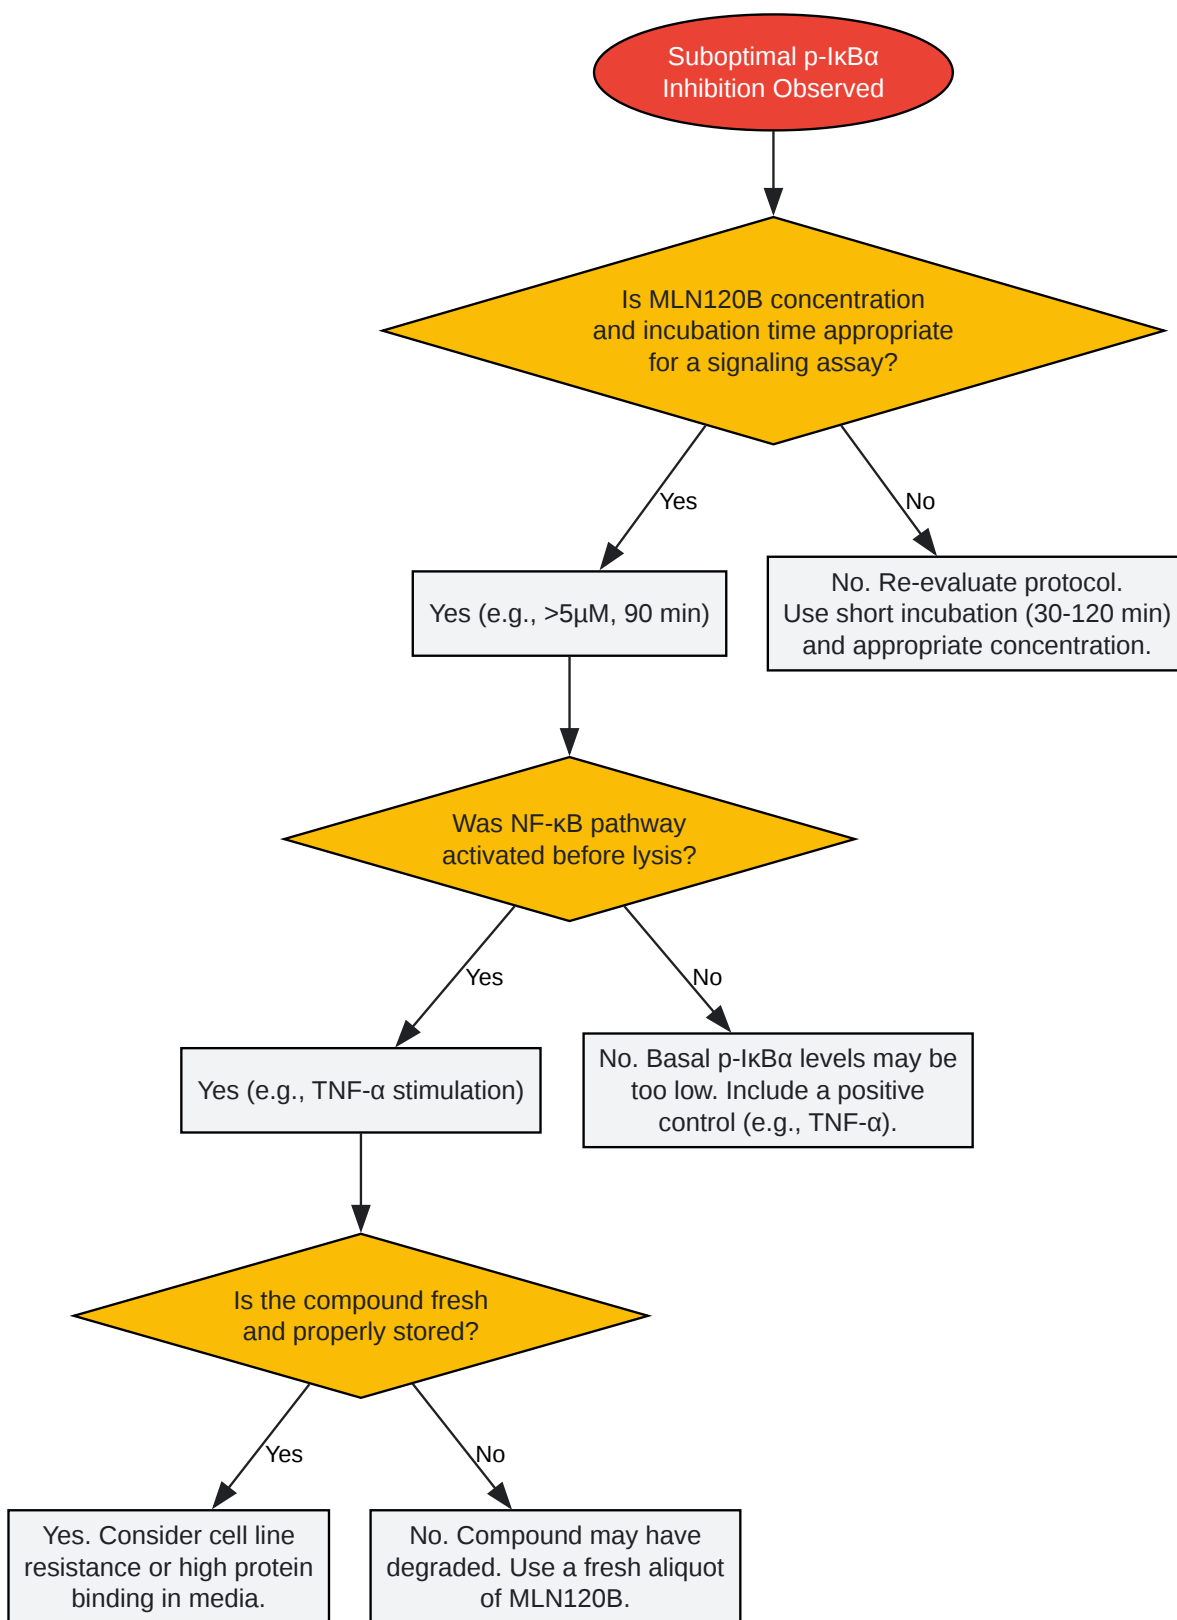 Suboptimal p-IκBα
Inhibition Observed
Is MLN120B concentration
and incubation time appropriate
for a signaling assay?
Yes
No
Yes (e.g., >5μM, 90 min)
No. Re-evaluate protocol.
Use short incubation (30-120 min)
and appropriate concentration.
Was NF-κB pathway
activated before lysis?
Yes
No
Yes (e.g., TNF-α stimulation)
No. Basal p-IκBα levels may be
too low. Include a positive
control (e.g., TNF-α).
Is the compound fresh
and properly stored?
Yes
No
Yes. Consider cell line
resistance or high protein
binding in media.
No. Compound may have
degraded. Use a fresh aliquot
of MLN120B.